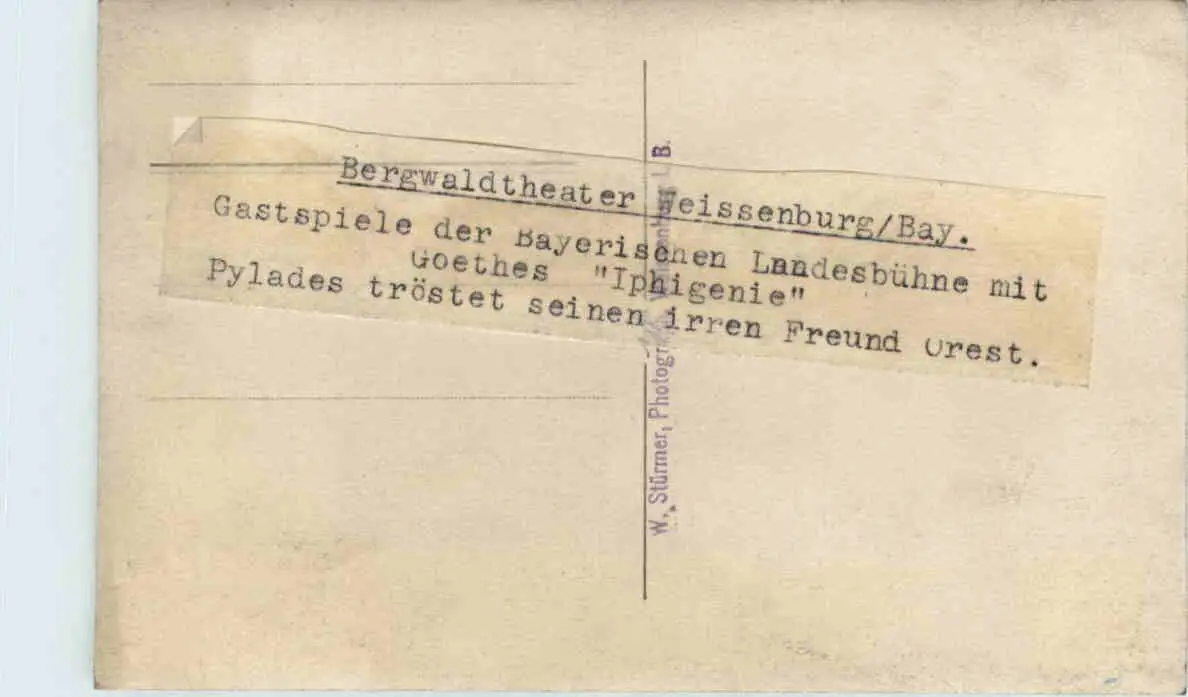 Bergwaldtheater Weissenburg/Bay.
Gastspiele der Bayerischen Landesbühne mit
Goethes "Iphigenie"
Pylades tröstet seinen irren Freund Orest.
W. Stürmer, Photogr. B.